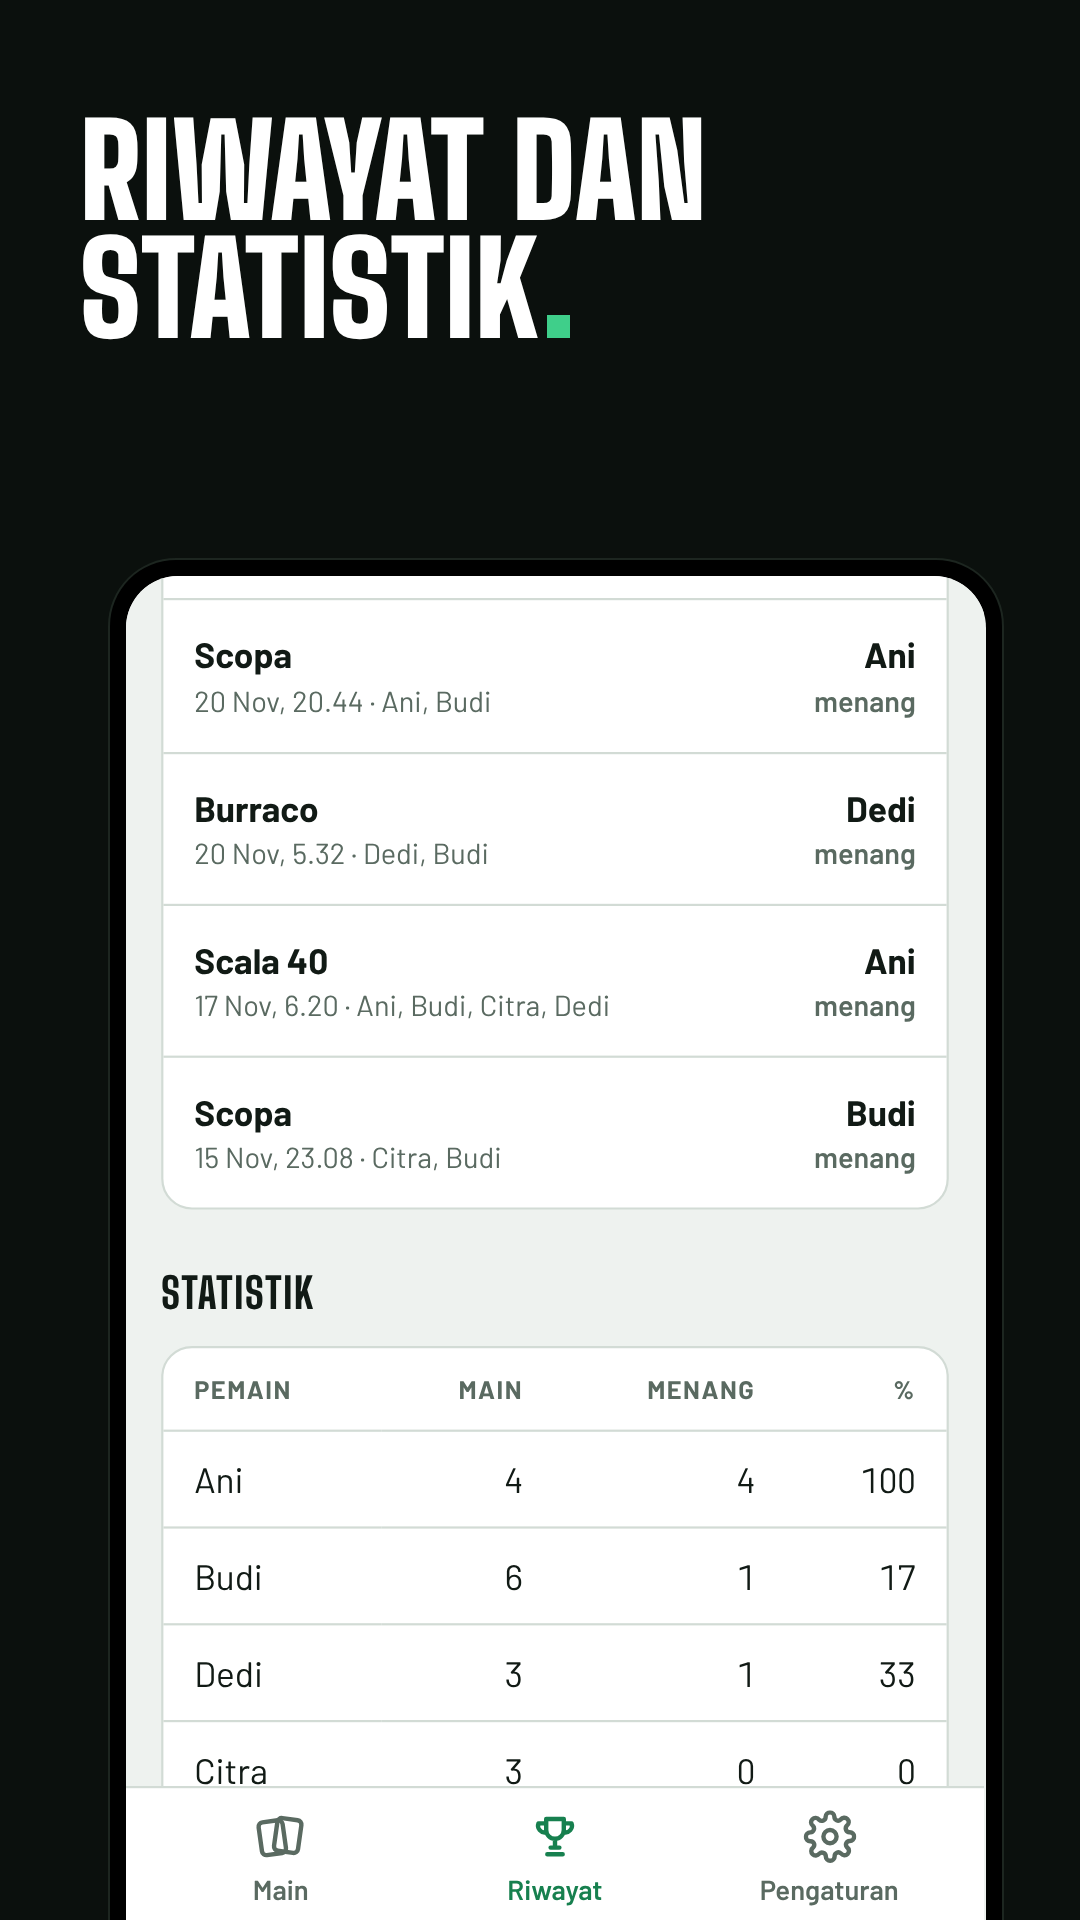 RIWAYAT DAN
STATISTIK.
Scopa Ani
20 Nov, 20.44 · Ani, Budi menang
Burraco Dedi
20 Nov, 5.32 · Dedi, Budi menang
Scala 40 Ani
17 Nov, 6.20 · Ani, Budi, Citra, Dedi menang
Scopa Budi
15 Nov, 23.08 · Citra, Budi menang
STATISTIK
PEMAIN MAIN MENANG %
Ani 4 4 100
Budi 6 1 17
Dedi 3 1 33
Citra 3 0 0
Main Riwayat Pengaturan